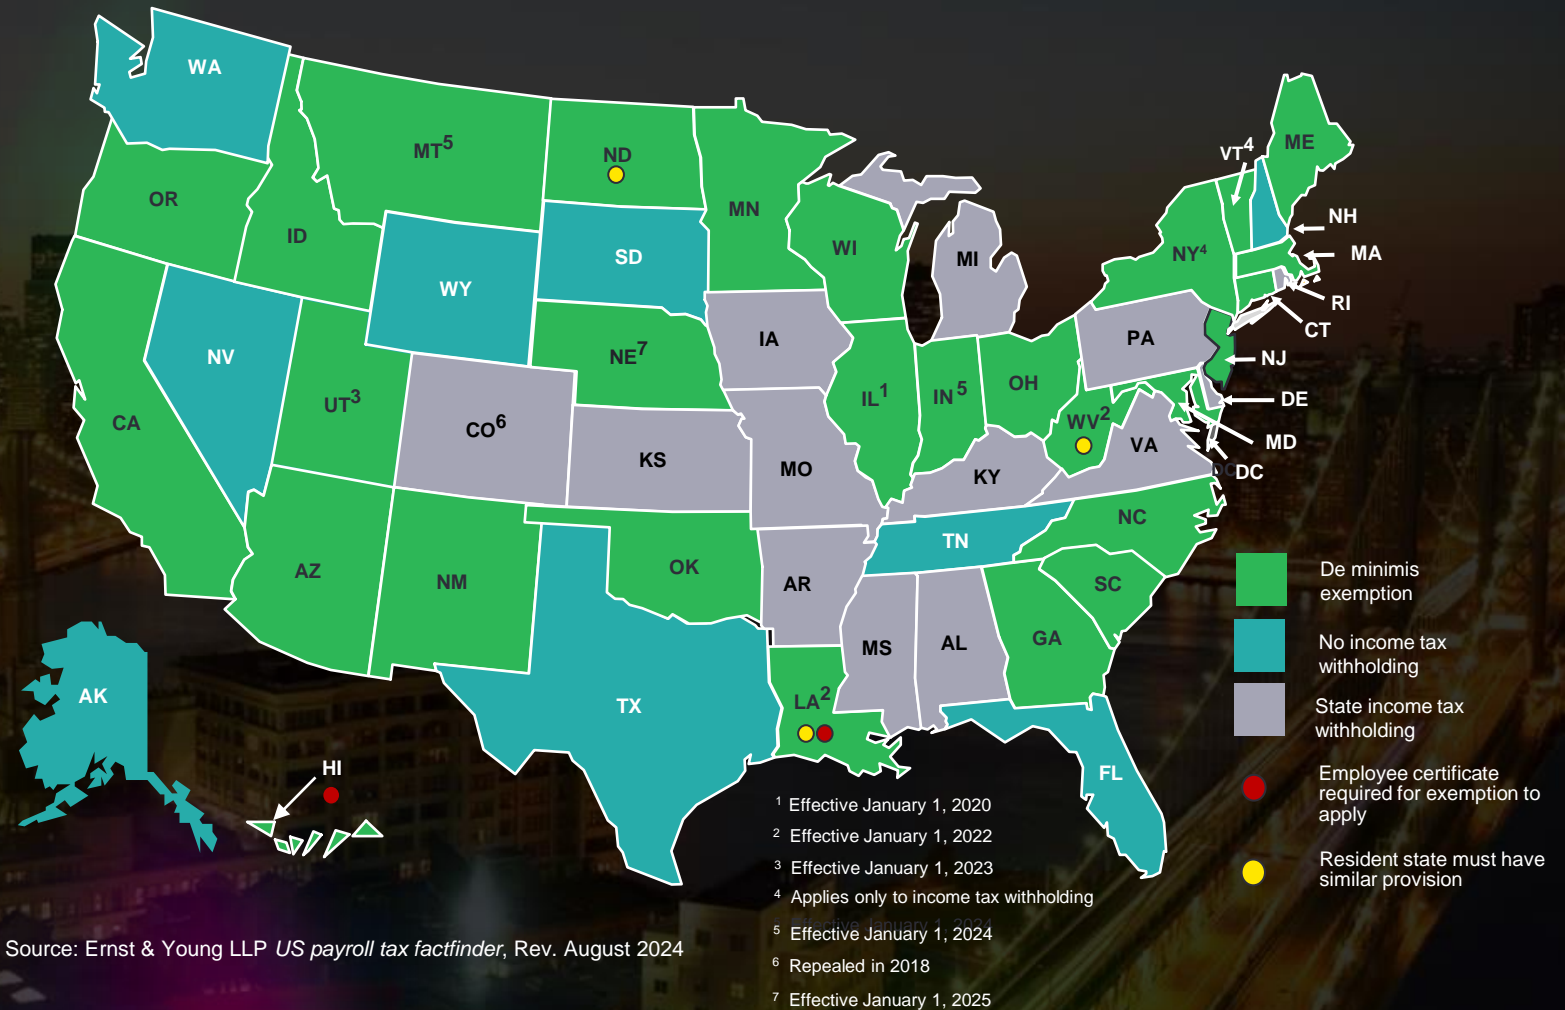 WA
MT5
ND
ME
VT4
OR
MN
ID
NH
WI
NY4
MA
SD
MI
WY
RI
CT
IA
PA
NV
NE7
NJ
OH
IL1
IN5
UT3
DE
CA
CO6
WV2
VA
MD
KS
MO
KY
DC
DC
NC
TN
OK
AZ
NM
AR
SC
De minimis
exemption
GA
MS
AL
No income tax
withholding
AK
LA2
TX
State income tax
withholding
HI
FL
Employee certificate
required for exemption to
apply
1 Effective January 1, 2020
2 Effective January 1, 2022
3 Effective January 1, 2023
4 Applies only to income tax withholding
Effective January 1, 2024
5 Effective January 1, 2024
6 Repealed in 2018
7 Effective January 1, 2025
Resident state must have
similar provision
Source: Ernst & Young LLP US payroll tax factfinder, Rev. August 2024